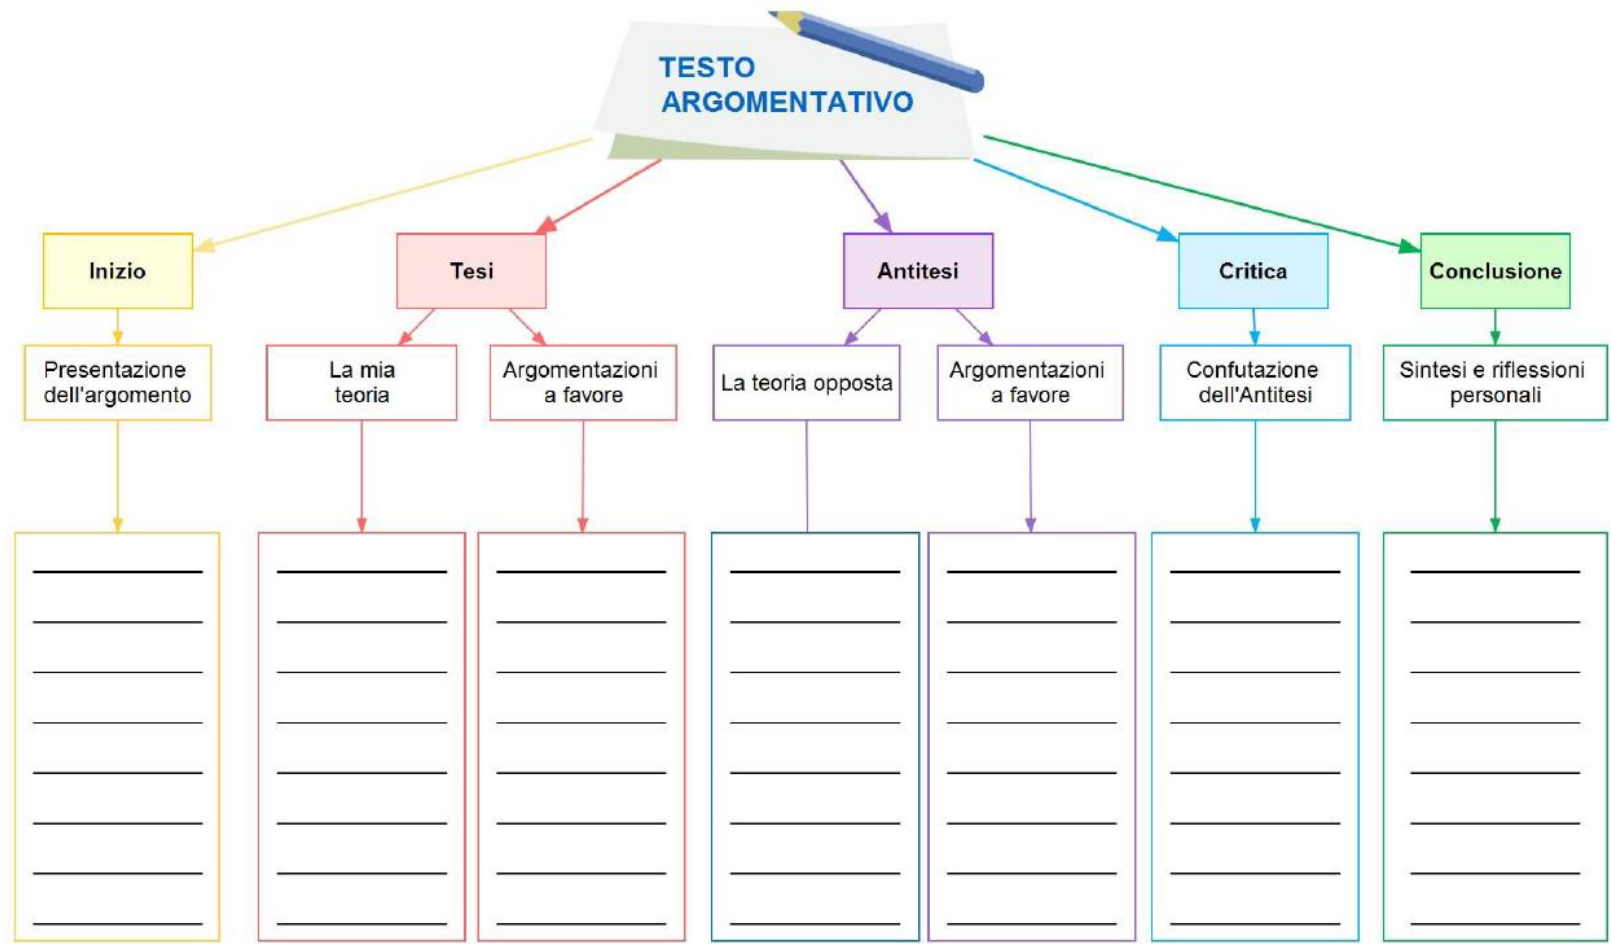 TESTO
ARGOMENTATIVO
Inizio
Tesi
Antitesi
Critica
Conclusione
Presentazione
dell'argomento
La mia
teoria
Argomentazioni
a favore
La teoria opposta
Argomentazioni
a favore
Confutazione
dell'Antitesi
Sintesi e riflessioni
personali